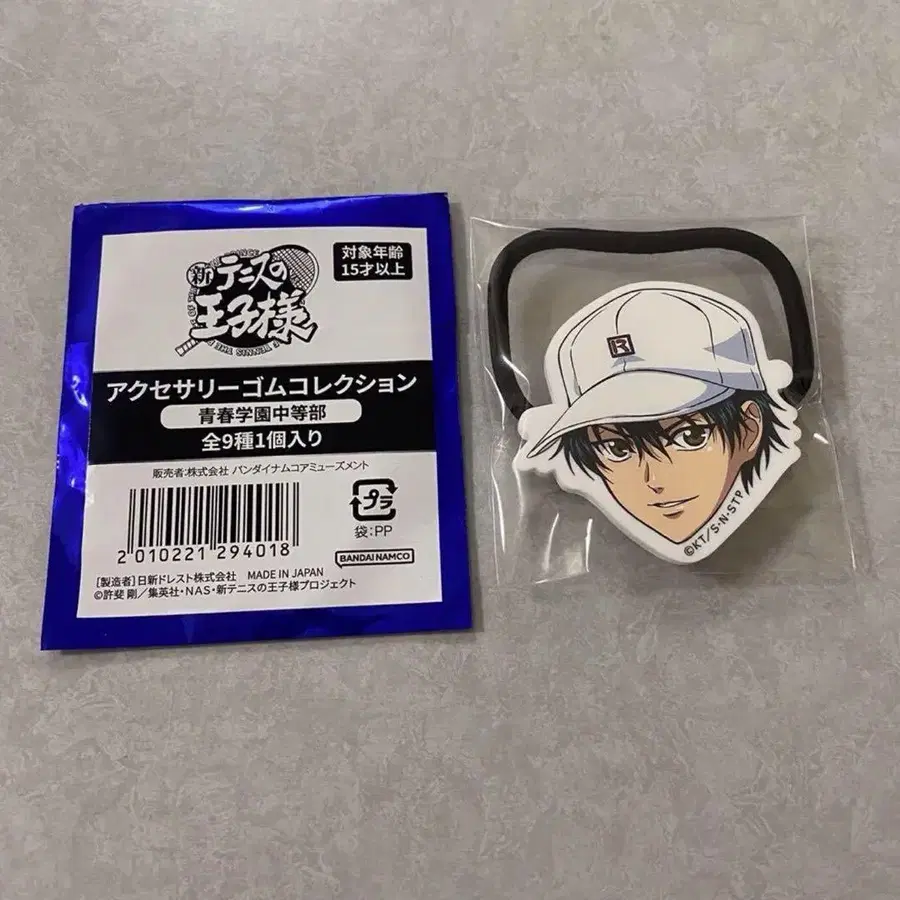 新テニスの
王子様
対象年齢
15才以上
アクセサリーゴムコレクション
青春学園中等部
全9種1個入り
販売者:株式会社 バンダイナムコアミューズメント
2 010221 294018
プラ
袋:PP
BANDAI NAMCO
[製造者]日新ドレスト株式会社 MADE IN JAPAN
©許斐 剛/集英社・NAS・新テニスの王子様プロジェクト
R
©KT/S・N・STP